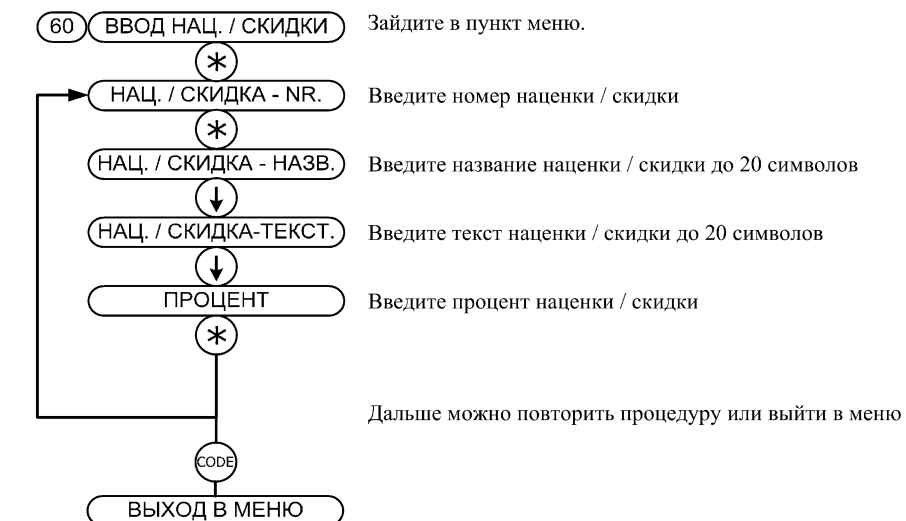 60 ВВОД НАЦ. / СКИДКИ Зайдите в пункт меню.
*
НАЦ. / СКИДКА - NR. Введите номер наценки / скидки
*
НАЦ. / СКИДКА - НАЗВ. Введите название наценки / скидки до 20 символов
↓
НАЦ. / СКИДКА-ТЕКСТ. Введите текст наценки / скидки до 20 символов
↓
ПРОЦЕНТ Введите процент наценки / скидки
*
Дальше можно повторить процедуру или выйти в меню
CODE
ВЫХОД В МЕНЮ